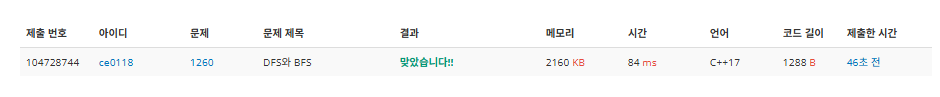 제출 번호 아이디 문제 문제 제목 결과 메모리 시간 언어 코드 길이 제출한 시간
104728744 ce0118 1260 DFS와 BFS 맞았습니다!! 2160 KB 84 ms C++17 1288 B 46초 전